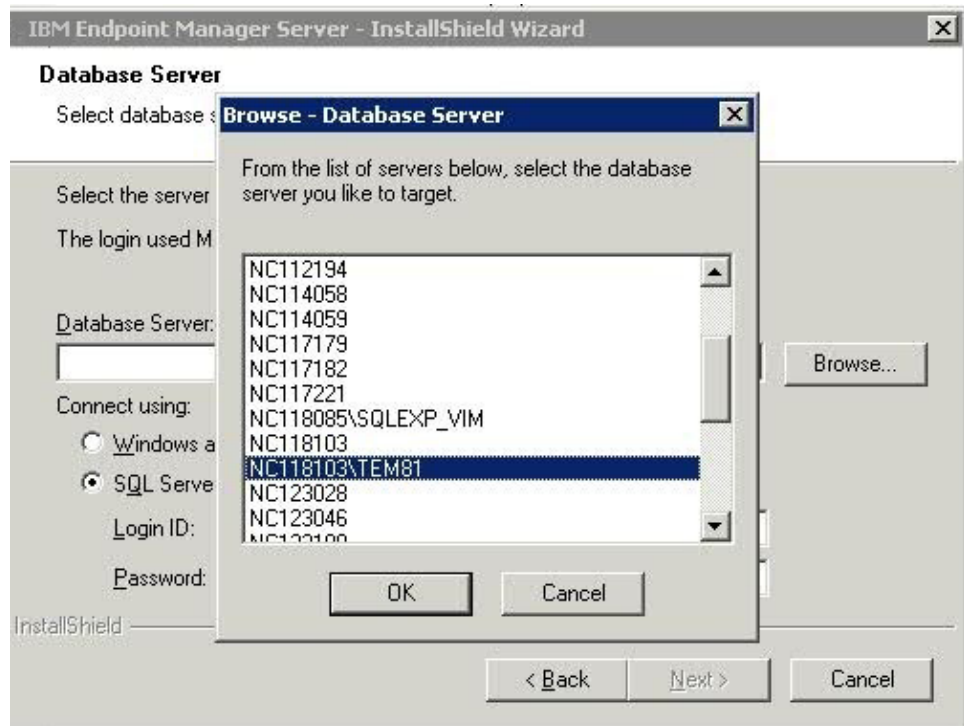 IBM Endpoint Manager Server - InstallShield Wizard
Database Server
Select database s
Browse - Database Server
From the list of servers below, select the database
server you like to target.
Select the server
The login used M
NC112194
NC114058
NC114059
NC117179
NC117182
NC117221
NC118085\SQLEXP_VIM
NC118103
NC118103\TEM81
NC123028
NC123046
Database Server:
Browse...
Connect using:
Windows a
SQL Serve
Login ID:
Password:
OK
Cancel
InstallShield
< Back
Next >
Cancel